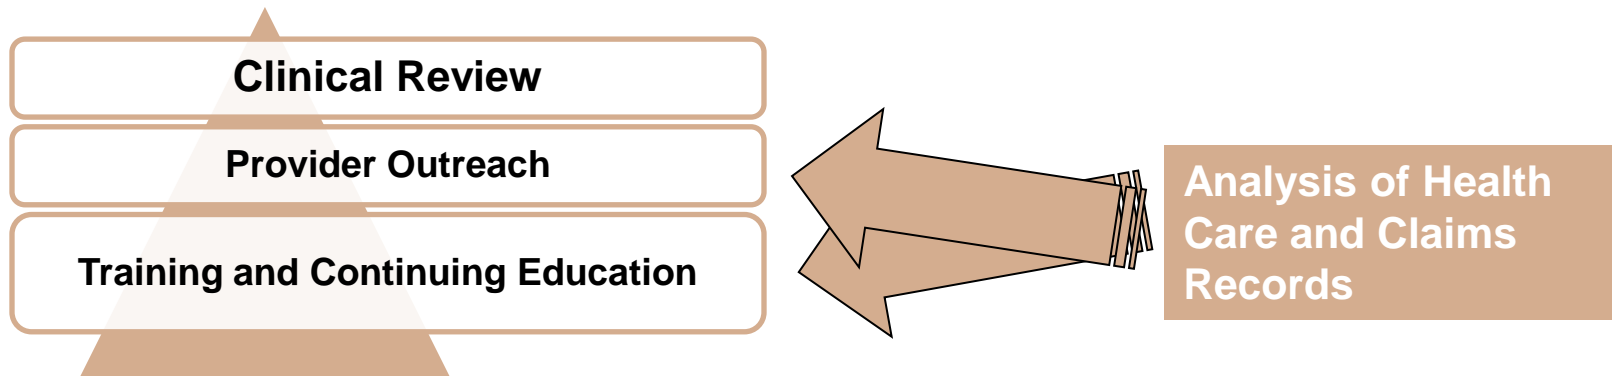 Clinical Review
Provider Outreach
Training and Continuing Education
Analysis of Health
Care and Claims
Records